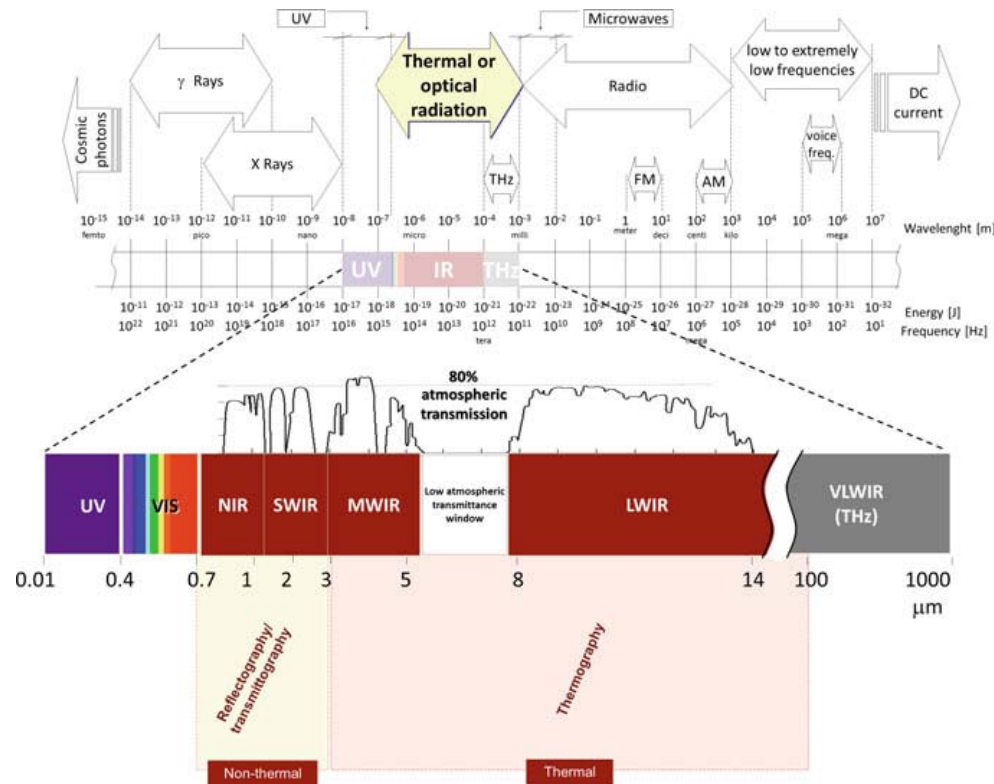 UV
Microwaves
Thermal or
optical
radiation
low to extremely
low frequencies
γ Rays
Radio
DC
current
Cosmic
photons
X Rays
voice
freq.
THz
FM
AM
10⁻¹⁵ 10⁻¹⁴ 10⁻¹³ 10⁻¹² 10⁻¹¹ 10⁻¹⁰ 10⁻⁹ 10⁻⁸ 10⁻⁷ 10⁻⁶ 10⁻⁵ 10⁻⁴ 10⁻³ 10⁻² 10⁻¹ 1 10¹ 10² 10³ 10⁴ 10⁵ 10⁶ 10⁷ Wavelenght [m]
femto pico nano micro milli meter deci centi kilo mega
UV IR THz
10⁻¹¹ 10⁻¹² 10⁻¹³ 10⁻¹⁴ 10⁻¹⁵ 10⁻¹⁶ 10⁻¹⁷ 10⁻¹⁸ 10⁻¹⁹ 10⁻²⁰ 10⁻²¹ 10⁻²² 10⁻²³ 10⁻²⁴ 10⁻²⁵ 10⁻²⁶ 10⁻²⁷ 10⁻²⁸ 10⁻²⁹ 10⁻³⁰ 10⁻³¹ 10⁻³² Energy [J]
10²² 10²¹ 10²⁰ 10¹⁹ 10¹⁸ 10¹⁷ 10¹⁶ 10¹⁵ 10¹⁴ 10¹³ 10¹² 10¹¹ 10¹⁰ 10⁹ 10⁸ 10⁷ 10⁶ 10⁵ 10⁴ 10³ 10² 10¹ Frequency [Hz]
tera mega
80%
atmospheric
transmission
UV VIS NIR SWIR MWIR
Low atmospheric
transmittance
window
LWIR
VLWIR
(THz)
0.01 0.4 0.7 1 2 3 5 8 14 100 1000
μm
Reflectography/
transmittography
Thermography
Non-thermal
Thermal